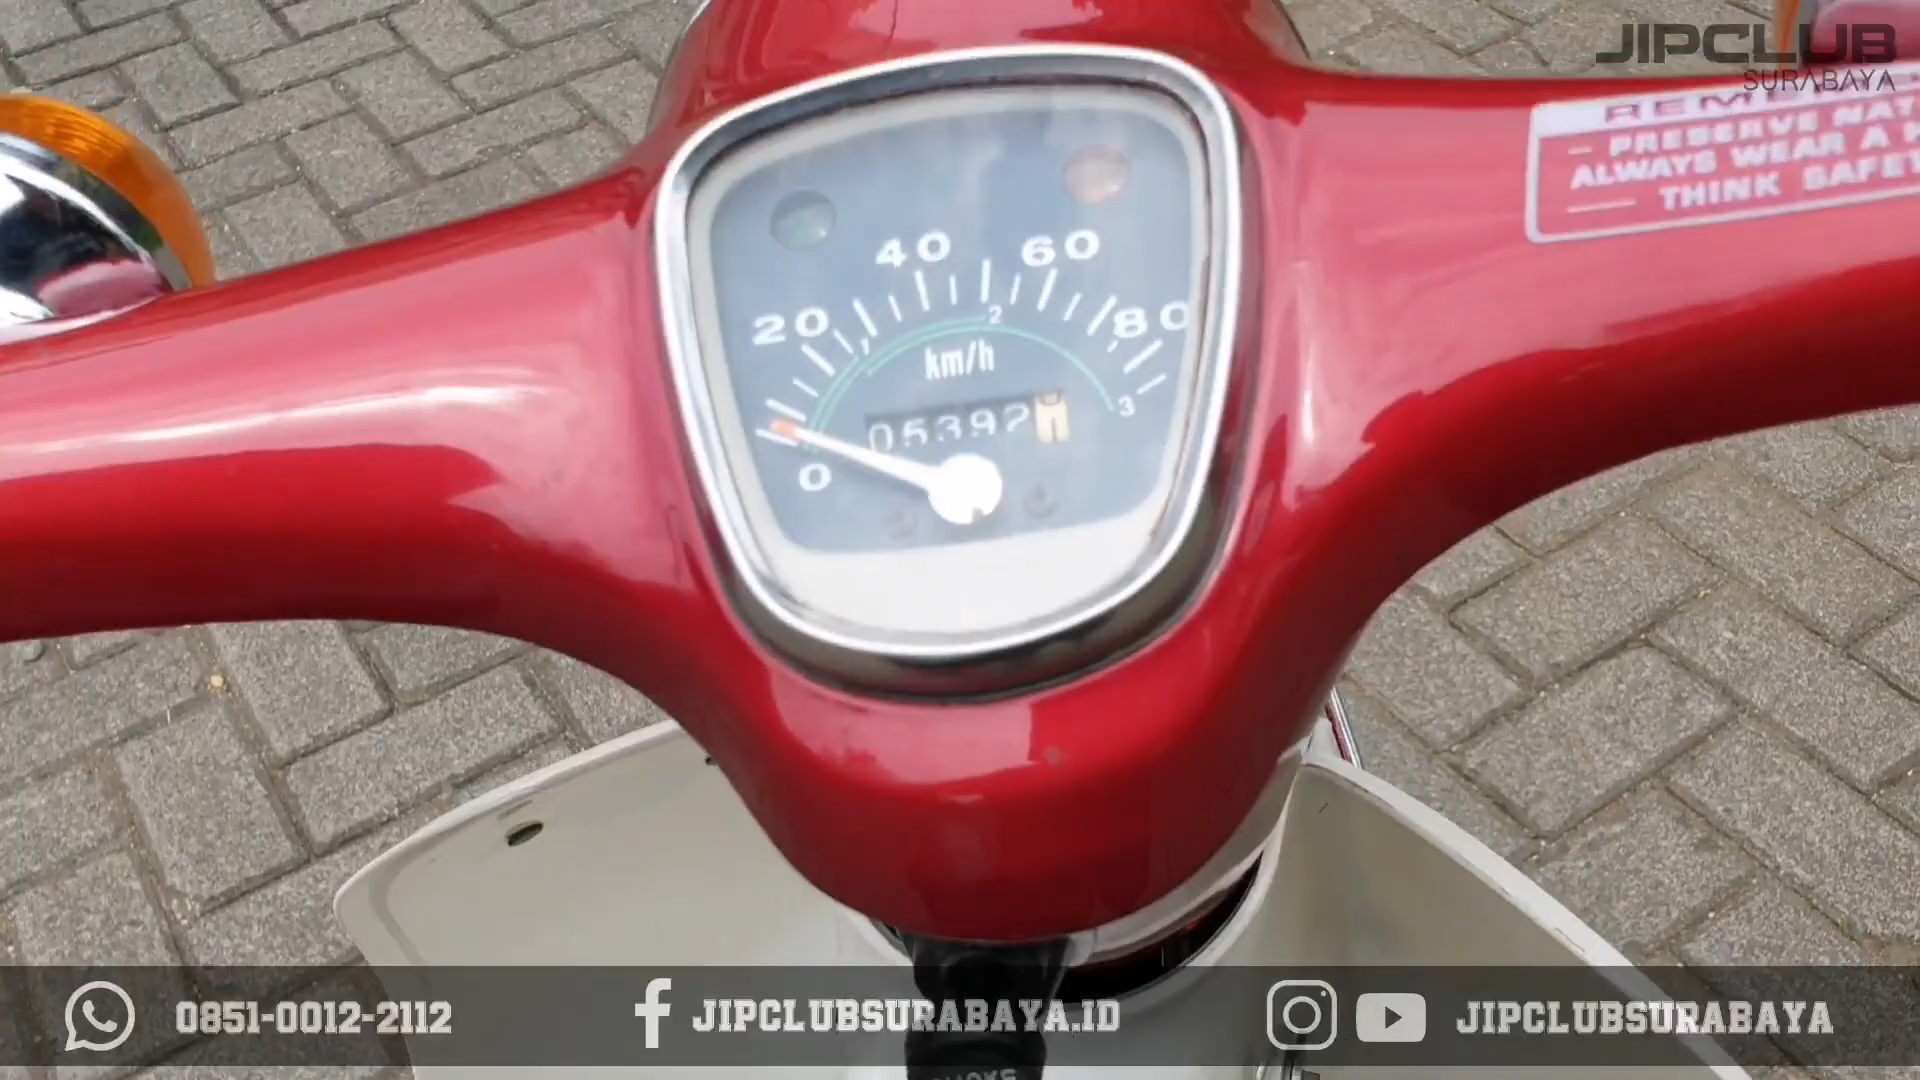 JIPCLUB
SURABAYA
PRESERVE NAT
ALWAYS WEAR A H
THINK SAFET
40 60
20 80
2
km/h
3
05392
0
0851-0012-2112
JIPCLUBSURABAYA.ID
JIPCLUBSURABAYA